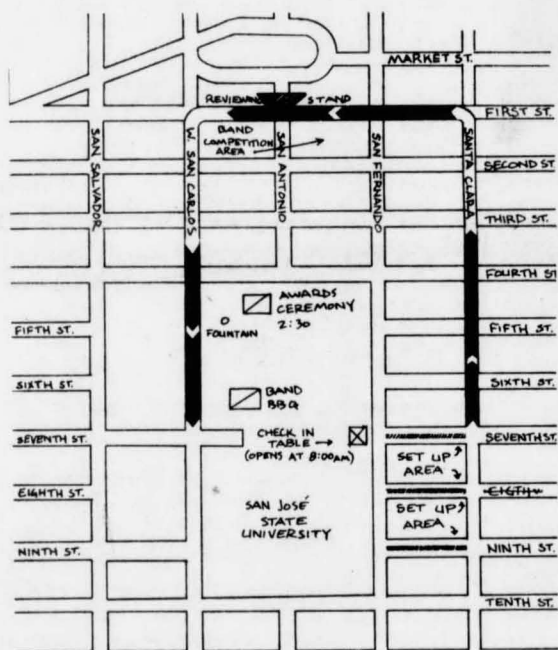 MARKET ST.
REVIEWING STAND
FIRST ST.
BAND
COMPETITION
AREA
SAN SALVADOR
W. SAN CARLOS
SAN ANTONIO
SAN FERNANDO
SANTA CLARA
SECOND ST
THIRD ST.
FOURTH ST
AWARDS
CEREMONY
2:30
FOUNTAIN
FIFTH ST.
FIFTH ST.
SIXTH ST.
SIXTH ST.
BAND
BBQ
CHECK IN
TABLE →
(OPENS AT 8:00AM)
SEVENTH ST.
SEVENTH ST.
SET UP
AREA
EIGHTH ST.
EIGTH
SAN JOSÉ
STATE
UNIVERSITY
SET UP
AREA
NINTH ST.
NINTH ST.
TENTH ST.